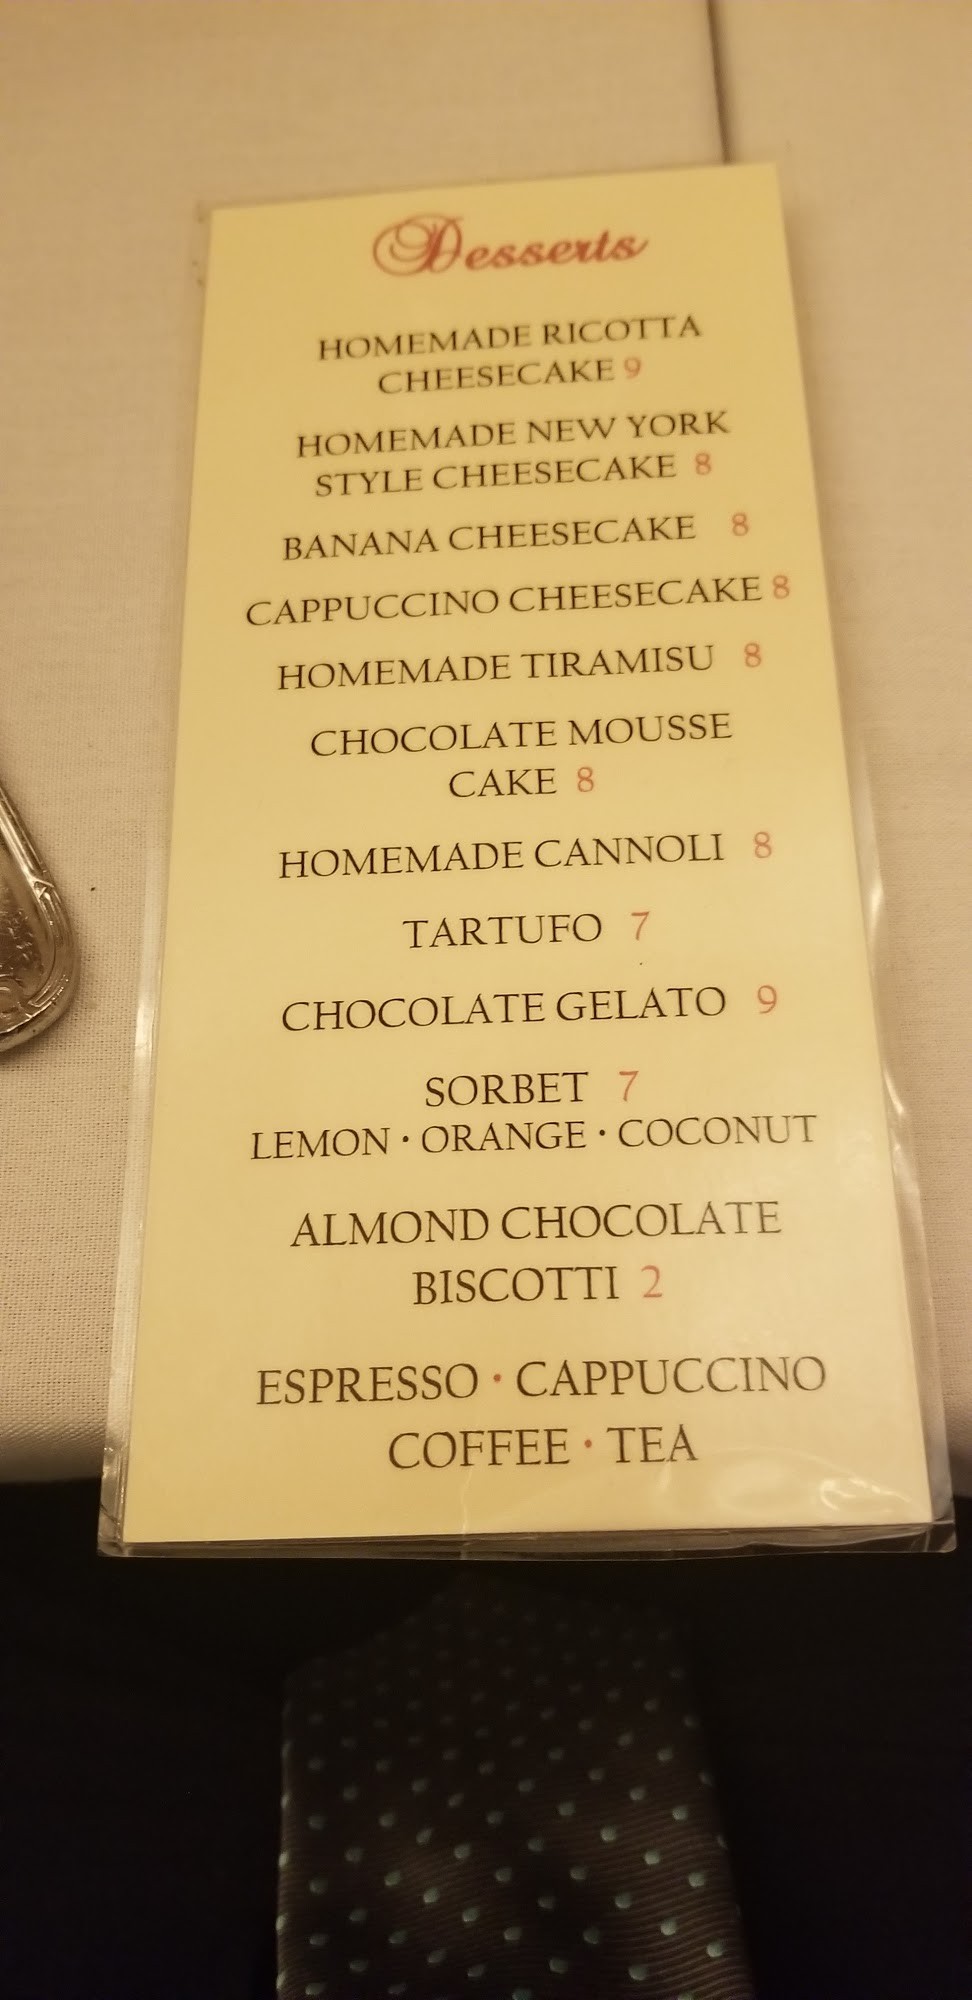 Desserts
HOMEMADE RICOTTA
CHEESECAKE 9
HOMEMADE NEW YORK
STYLE CHEESECAKE 8
BANANA CHEESECAKE 8
CAPPUCCINO CHEESECAKE 8
HOMEMADE TIRAMISU 8
CHOCOLATE MOUSSE
CAKE 8
HOMEMADE CANNOLI 8
TARTUFO 7
CHOCOLATE GELATO 9
SORBET 7
LEMON · ORANGE · COCONUT
ALMOND CHOCOLATE
BISCOTTI 2
ESPRESSO · CAPPUCCINO
COFFEE · TEA